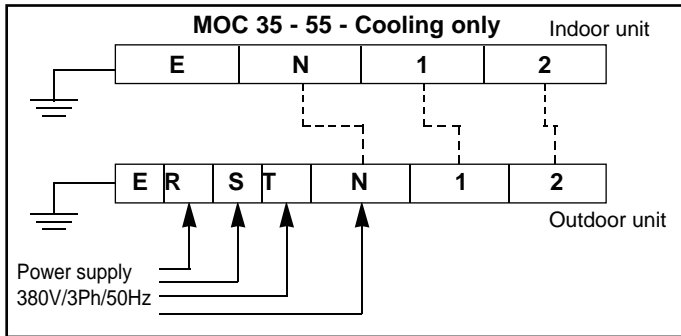 MOC 35 - 55 - Cooling only
Indoor unit
E N 1 2
E R S T N 1 2
Outdoor unit
Power supply
380V/3Ph/50Hz